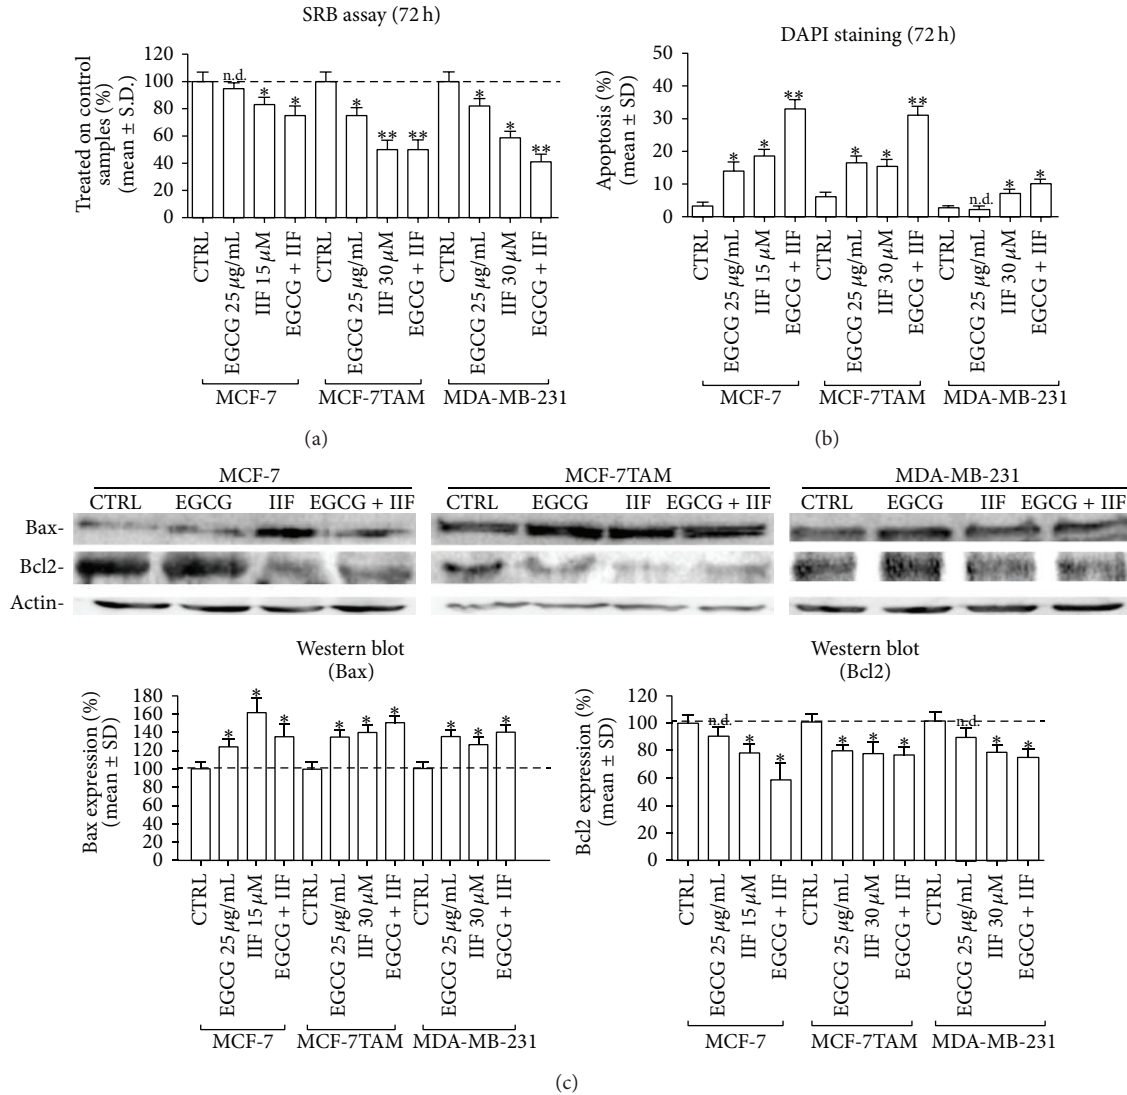 SRB assay (72 h)
Treated on control
samples (%)
(mean ± S.D.)
120
100
80
60
40
20
0
n.d.
*
*
*
**
**
*
*
**
CTRL
EGCG 25 µg/mL
IIF 15 µM
EGCG + IIF
CTRL
EGCG 25 µg/mL
IIF 30 µM
EGCG + IIF
CTRL
EGCG 25 µg/mL
IIF 30 µM
EGCG + IIF
MCF-7
MCF-7TAM
MDA-MB-231
(a)
DAPI staining (72 h)
Apoptosis (%)
(mean ± SD)
50
40
30
20
10
0
*
*
**
*
*
**
n.d.
*
*
CTRL
EGCG 25 µg/mL
IIF 15 µM
EGCG + IIF
CTRL
EGCG 25 µg/mL
IIF 30 µM
EGCG + IIF
CTRL
EGCG 25 µg/mL
IIF 30 µM
EGCG + IIF
MCF-7
MCF-7TAM
MDA-MB-231
(b)
MCF-7
MCF-7TAM
MDA-MB-231
CTRL EGCG IIF EGCG + IIF
CTRL EGCG IIF EGCG + IIF
CTRL EGCG IIF EGCG + IIF
Bax-
Bcl2-
Actin-
Western blot
(Bax)
Bax expression (%)
(mean ± SD)
180
160
140
120
100
80
60
40
20
0
*
*
*
*
*
*
*
*
*
CTRL
EGCG 25 µg/mL
IIF 15 µM
EGCG + IIF
CTRL
EGCG 25 µg/mL
IIF 30 µM
EGCG + IIF
CTRL
EGCG 25 µg/mL
IIF 30 µM
EGCG + IIF
MCF-7
MCF-7TAM
MDA-MB-231
Western blot
(Bcl2)
Bcl2 expression (%)
(mean ± SD)
120
100
80
60
40
20
0
n.d.
*
*
*
*
*
n.d.
*
*
CTRL
EGCG 25 µg/mL
IIF 15 µM
EGCG + IIF
CTRL
EGCG 25 µg/mL
IIF 30 µM
EGCG + IIF
CTRL
EGCG 25 µg/mL
IIF 30 µM
EGCG + IIF
MCF-7
MCF-7TAM
MDA-MB-231
(c)